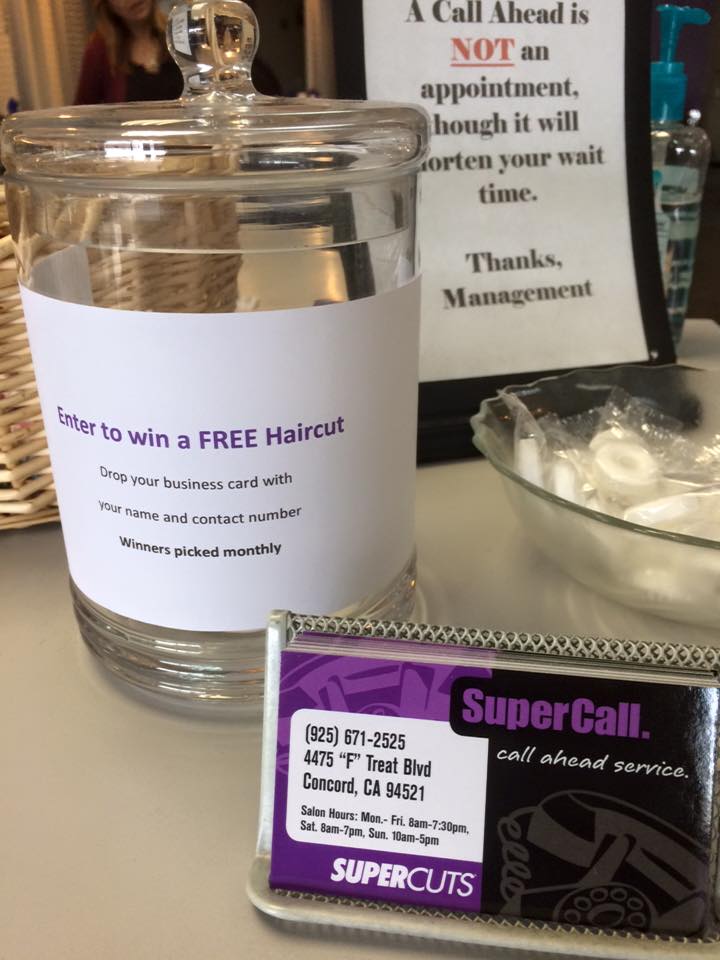 A Call Ahead is
NOT an
appointment,
hough it will
orten your wait
time.
Thanks,
Management
Enter to win a FREE Haircut
Drop your business card with
your name and contact number
Winners picked monthly
SuperCall.
call ahead service.
(925) 671-2525
4475 "F" Treat Blvd
Concord, CA 94521
Salon Hours: Mon.- Fri. 8am-7:30pm,
Sat. 8am-7pm, Sun. 10am-5pm
SUPERCUTS